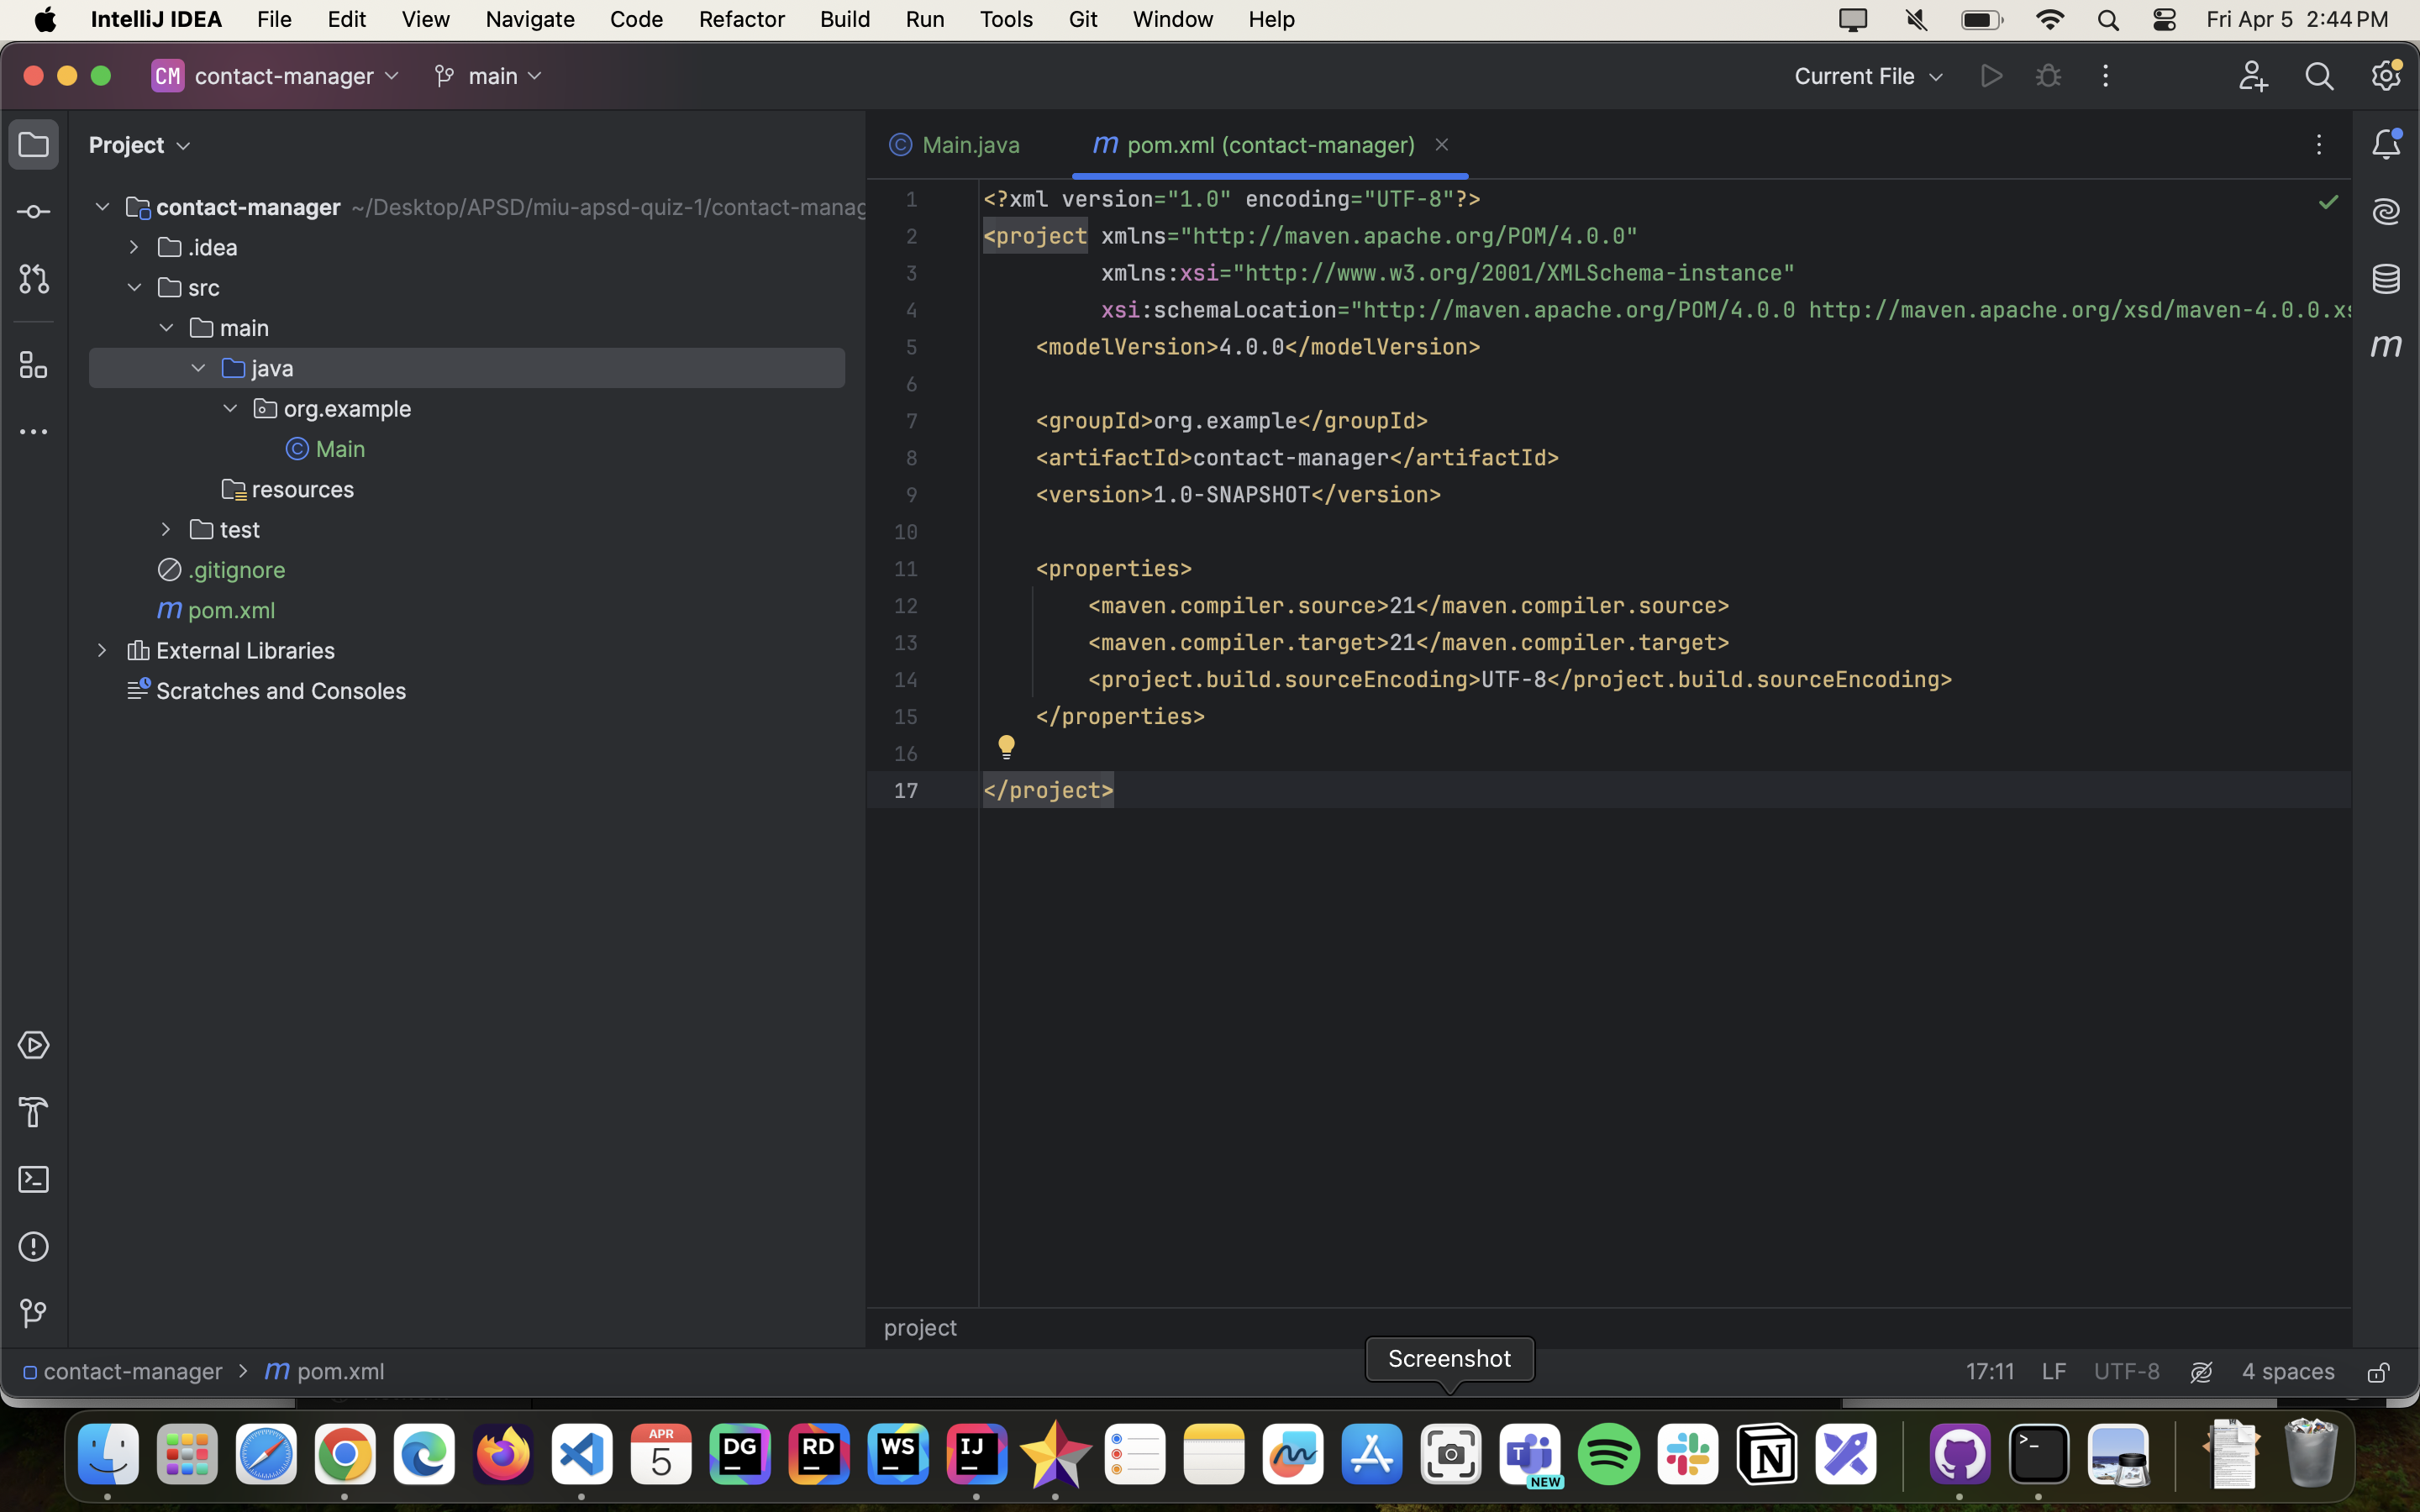 IntelliJ IDEA File Edit View Navigate Code Refactor Build Run Tools Git Window Help Fri Apr 5 2:44 PM
CM contact-manager main Current File
Project
contact-manager ~/Desktop/APSD/miu-apsd-quiz-1/contact-manag
.idea
src
main
java
org.example
Main
resources
test
.gitignore
m pom.xml
External Libraries
Scratches and Consoles
Main.java m pom.xml (contact-manager)
1 <?xml version="1.0" encoding="UTF-8"?>
2 <project xmlns="http://maven.apache.org/POM/4.0.0"
3 xmlns:xsi="http://www.w3.org/2001/XMLSchema-instance"
4 xsi:schemaLocation="http://maven.apache.org/POM/4.0.0 http://maven.apache.org/xsd/maven-4.0.0.xs
5 <modelVersion>4.0.0</modelVersion>
6
7 <groupId>org.example</groupId>
8 <artifactId>contact-manager</artifactId>
9 <version>1.0-SNAPSHOT</version>
10
11 <properties>
12 <maven.compiler.source>21</maven.compiler.source>
13 <maven.compiler.target>21</maven.compiler.target>
14 <project.build.sourceEncoding>UTF-8</project.build.sourceEncoding>
15 </properties>
16
17 </project>
m
project
Screenshot
contact-manager > m pom.xml 17:11 LF UTF-8 4 spaces
APR
5
DG
RD
WS
IJ
T
NEW
N